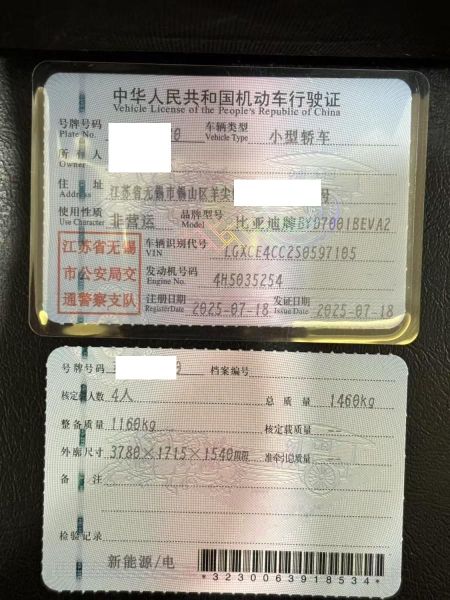 中华人民共和国机动车行驶证
Vehicle License of the People's Republic of China
号牌号码 0 车辆类型 小型轿车
Plate No. Vehicle Type
所有人
Owner
住址 江苏省无锡市锡山区羊尖 号
Address
使用性质 非营运 品牌型号 比亚迪牌BYD7001BEVA2
Use Character Model
江苏省无锡
市公安局交
通警察支队
车辆识别代号 LGXCE4CC2S0597105
VIN
发动机号码 4H5035254
Engine No.
注册日期 2025-07-18 发证日期 2025-07-18
Register Date Issue Date
号牌号码 0 档案编号
核定载人数 4人 总质量 1460kg
整备质量 1160kg 核定载质量 --
外廓尺寸 3780×1715×1540mm 准牵引总质量 --
备注
检验记录
新能源/电
*3230063918534*